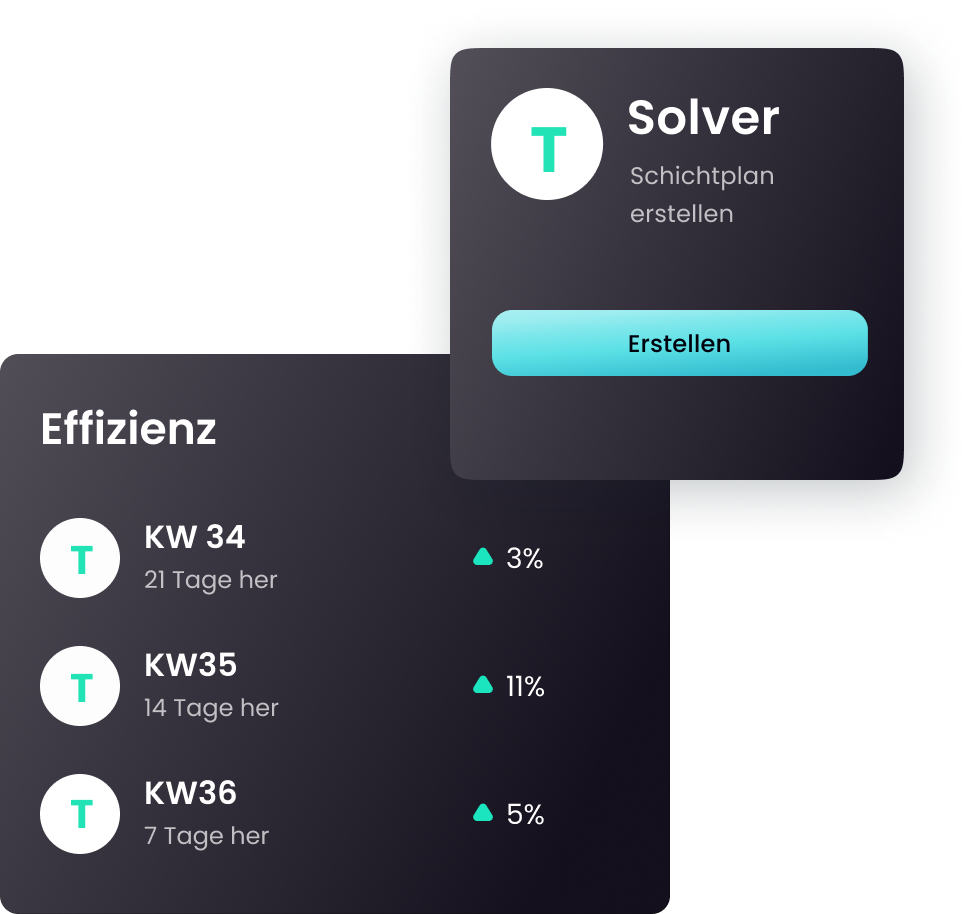 T
Solver
Schichtplan
erstellen
Erstellen
Effizienz
T
KW 34
21 Tage her
3%
T
KW35
14 Tage her
11%
T
KW36
7 Tage her
5%